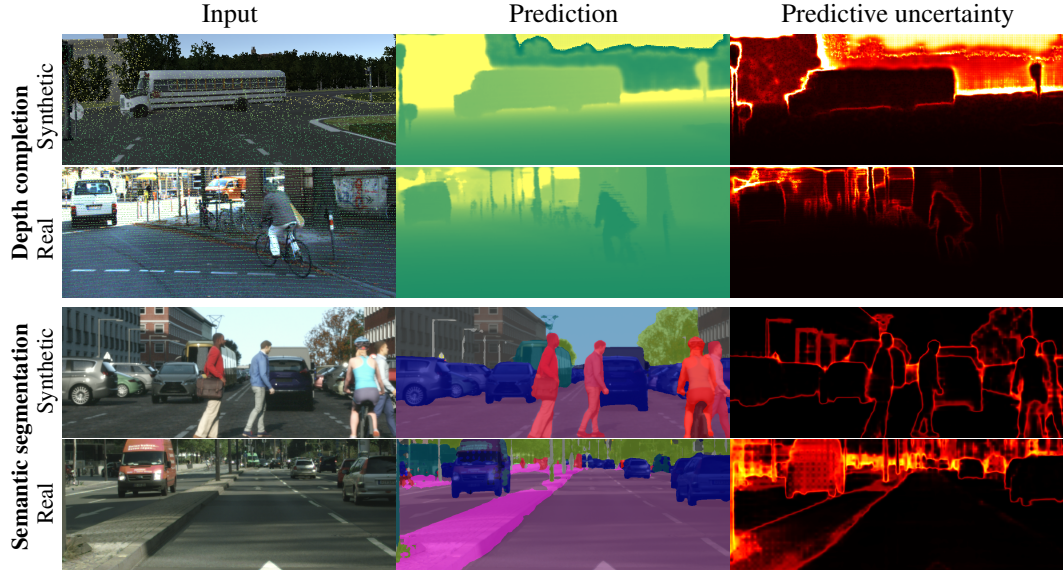 Input Prediction Predictive uncertainty
Depth completion
Synthetic
Real
Semantic segmentation
Synthetic
Real